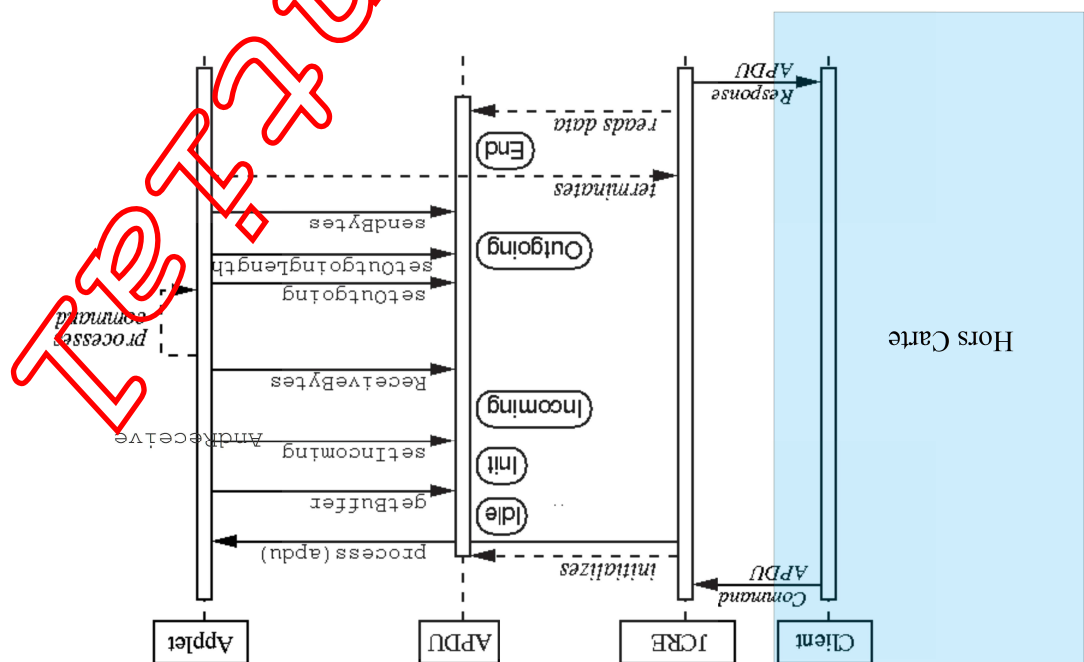 Client
JCRE
APDU
Applet
Command
APDU
initializes
process(apdu)
Idle
getBuffer
Init
setIncoming
AndReceive
Incoming
ReceiveBytes
Hors Carte
processes
command
setOutgoing
setOutgoingLength
Outgoing
sendBytes
terminates
End
reads data
Response
APDU